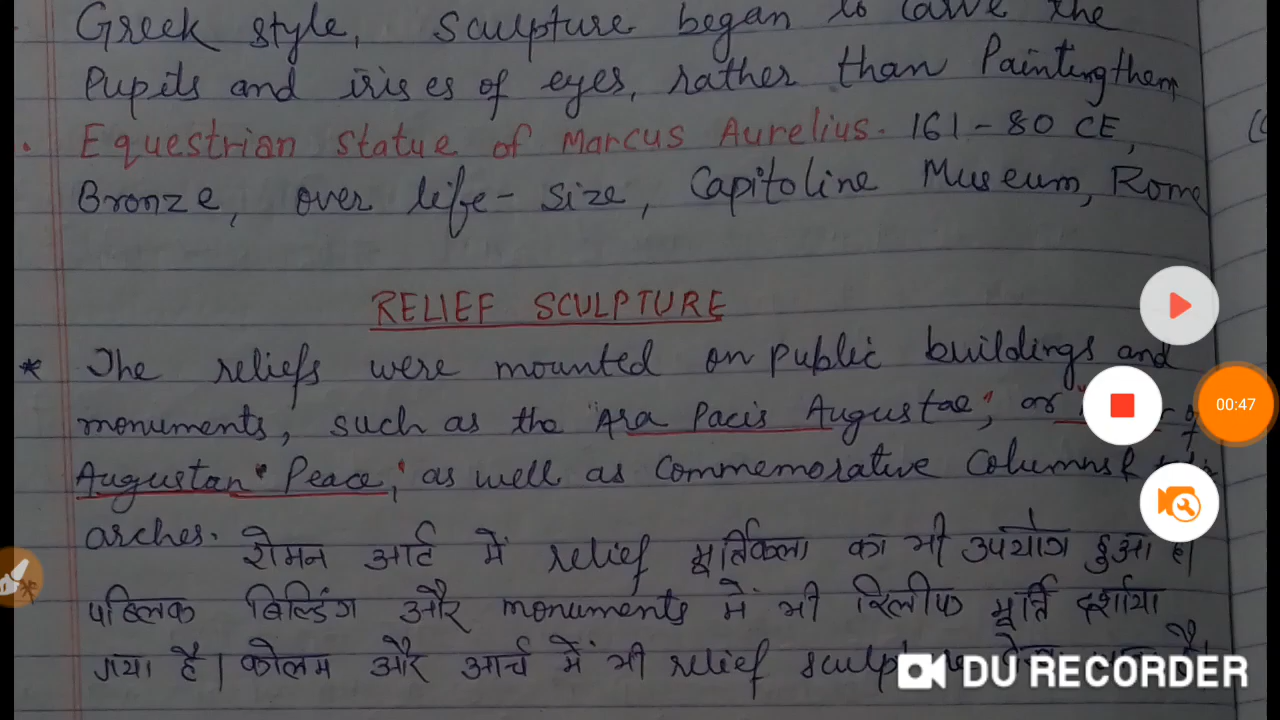 Greek style, sculpture began to carve the
Pupils and irises of eyes, rather than Painting them
• Equestrian statue of Marcus Aurelius. 161-80 CE,
Bronze, over life-size, Capitoline Museum, Rome
RELIEF SCULPTURE
* The reliefs were mounted on public buildings and
monuments, such as the "Ara Pacis Augustae", or
Augustan Peace, as well as Commemorative Columns &
arches. रोमन आर्ट में relief मूर्तिकला का भी उपयोग हुआ है।
* पब्लिक बिल्डिंग और monuments में भी रिलीफ मूर्ति दर्शाया
गया है। कोलम और आर्च में भी relief
00:47
DU RECORDER